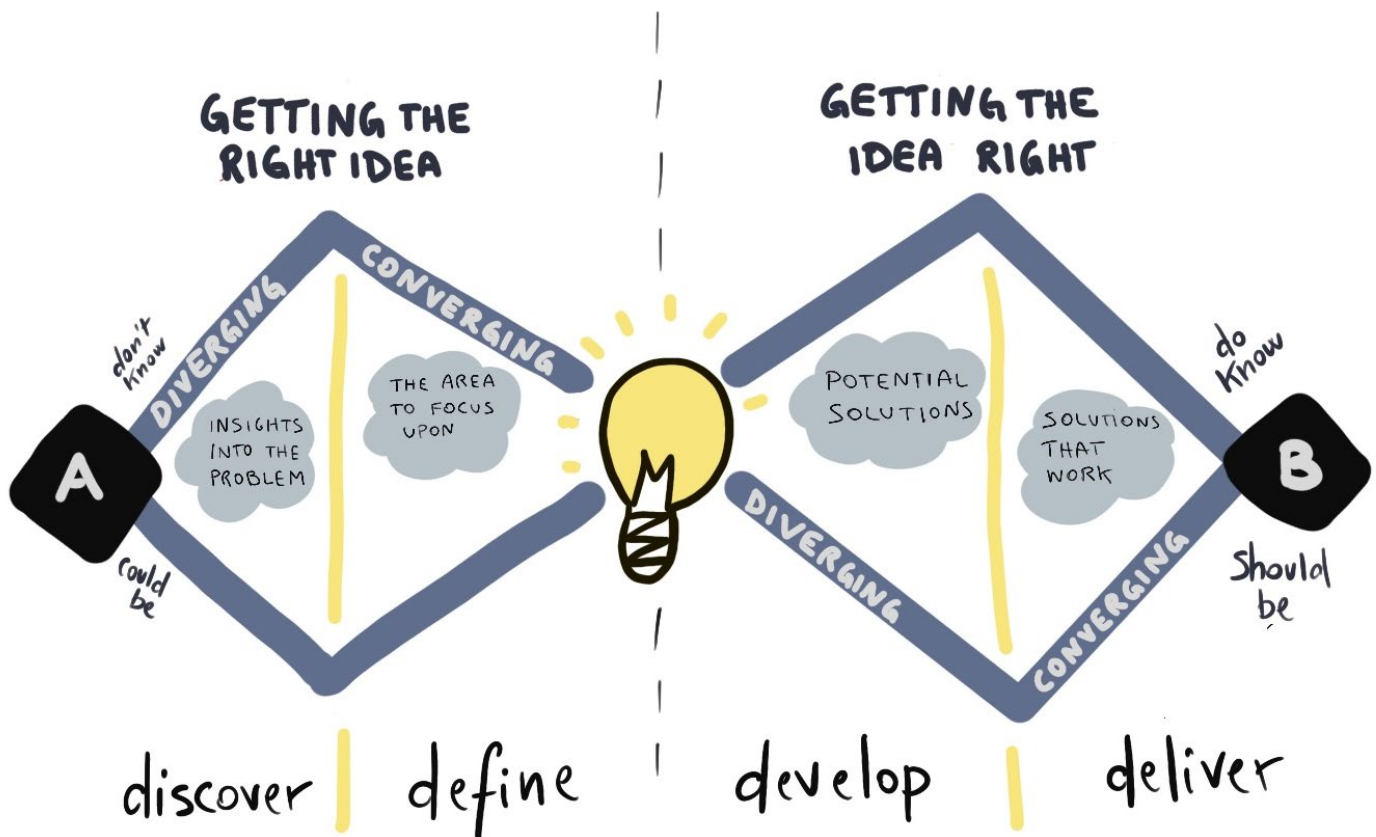 GETTING THE
RIGHT IDEA
GETTING THE
IDEA RIGHT
don't
know
DIVERGING
CONVERGING
A
INSIGHTS
INTO THE
PROBLEM
THE AREA
TO FOCUS
UPON
could
be
POTENTIAL
SOLUTIONS
SOLUTIONS
THAT
WORK
DIVERGING
CONVERGING
do
know
B
Should
be
discover
define
develop
deliver